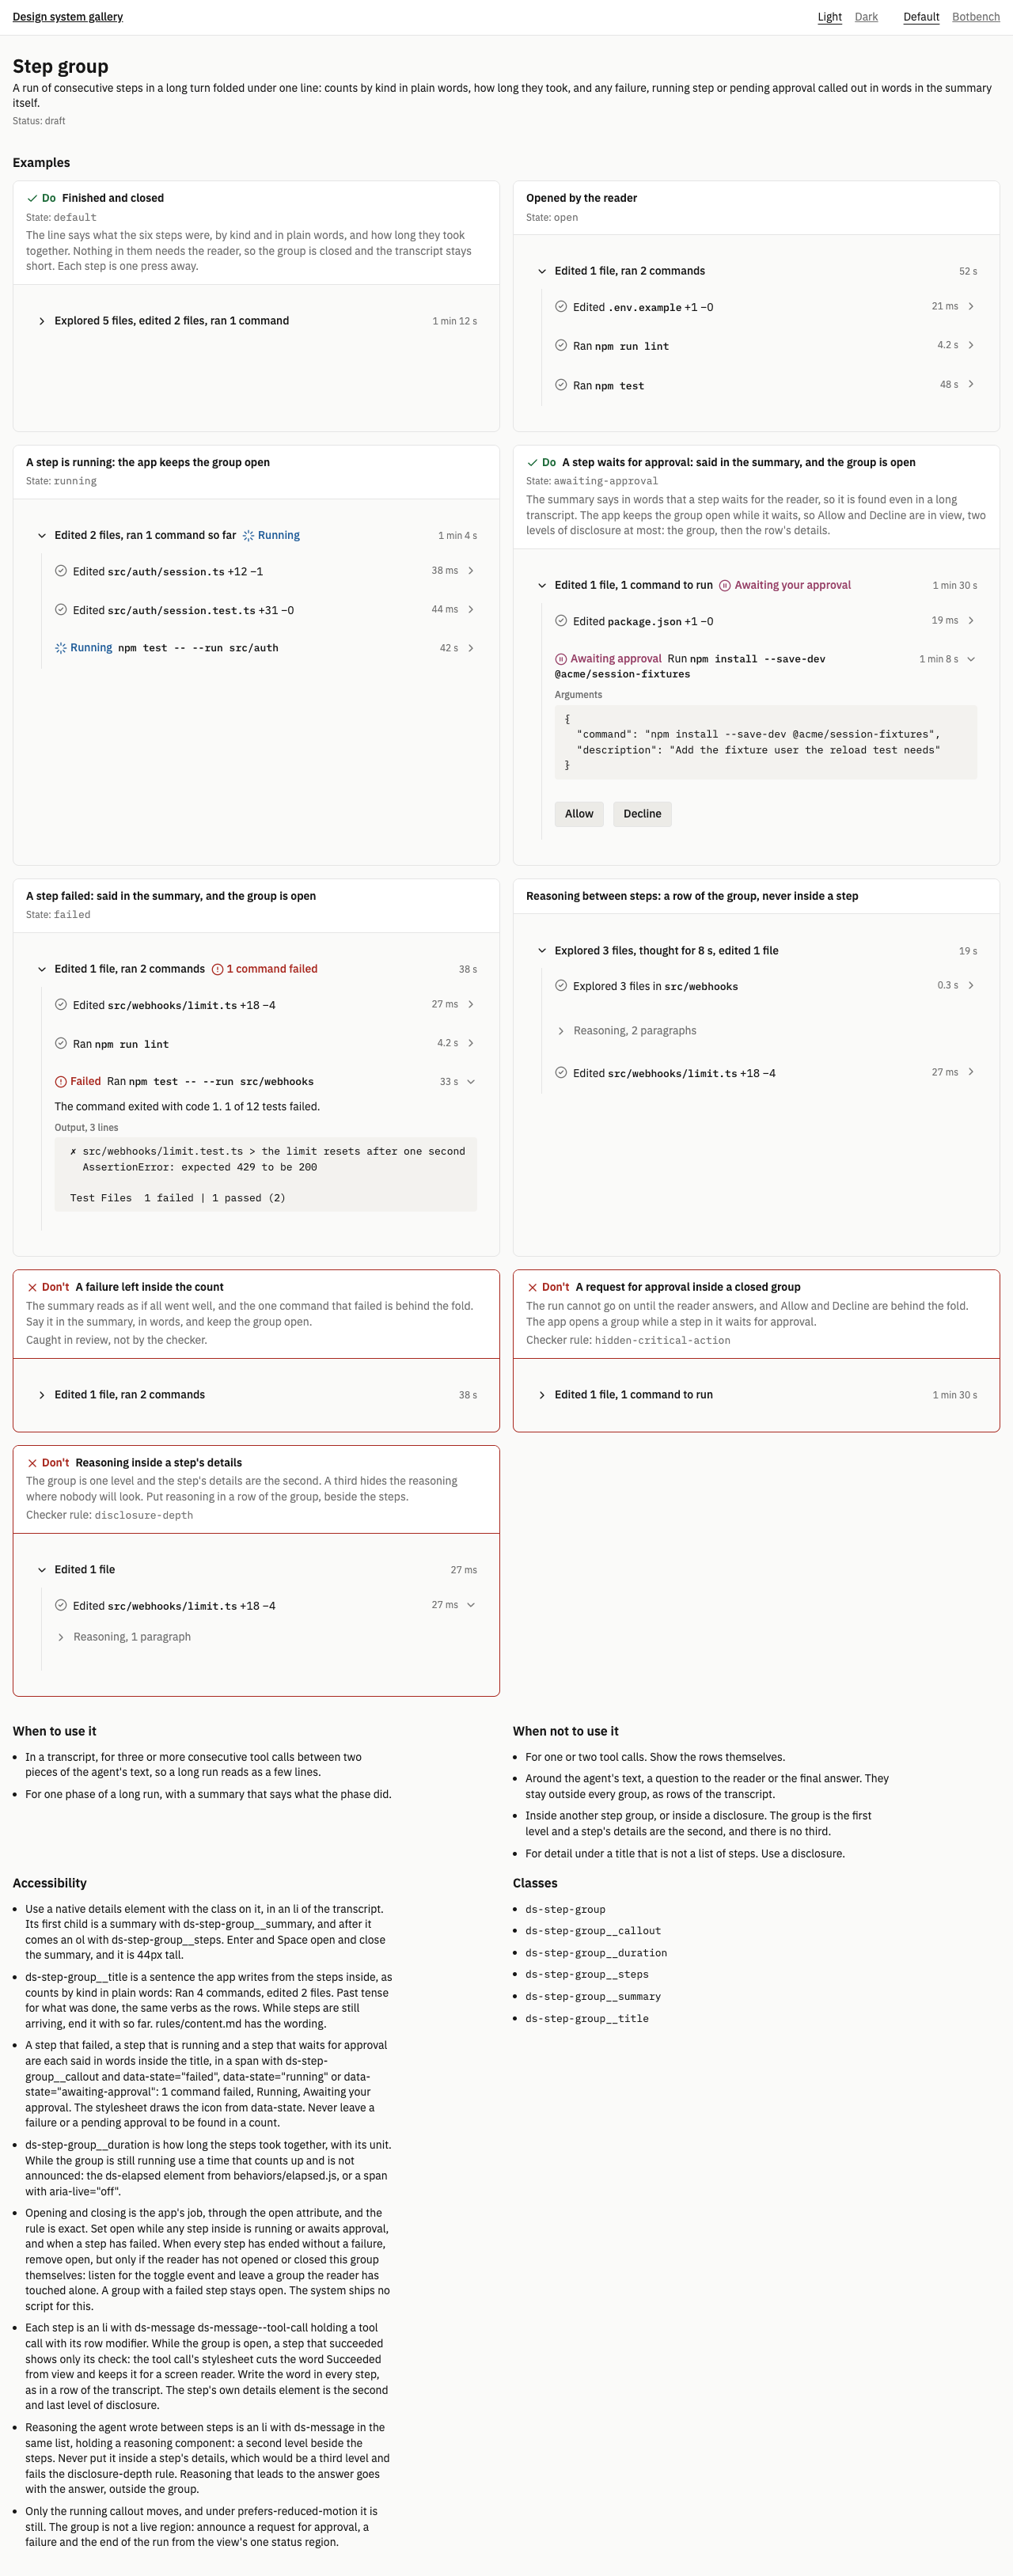 Design system gallery
Light Dark Default Botbench
Step group
A run of consecutive steps in a long turn folded under one line: counts by kind in plain words, how long they took, and any failure, running step or pending approval called out in words in the summary
itself.
Status: draft
Examples
Do Finished and closed
State: default
The line says what the six steps were, by kind and in plain words, and how long they took
together. Nothing in them needs the reader, so the group is closed and the transcript stays
short. Each step is one press away.
Explored 5 files, edited 2 files, ran 1 command 1 min 12 s
Opened by the reader
State: open
Edited 1 file, ran 2 commands 52 s
Edited .env.example +1 −0 21 ms
Ran npm run lint 4.2 s
Ran npm test 48 s
A step is running: the app keeps the group open
State: running
Edited 2 files, ran 1 command so far Running 1 min 4 s
Edited src/auth/session.ts +12 −1 38 ms
Edited src/auth/session.test.ts +31 −0 44 ms
Running npm test -- --run src/auth 42 s
Do A step waits for approval: said in the summary, and the group is open
State: awaiting-approval
The summary says in words that a step waits for the reader, so it is found even in a long
transcript. The app keeps the group open while it waits, so Allow and Decline are in view, two
levels of disclosure at most: the group, then the row's details.
Edited 1 file, 1 command to run Awaiting your approval 1 min 30 s
Edited package.json +1 −0 19 ms
Awaiting approval Run npm install --save-dev 1 min 8 s
@acme/session-fixtures
Arguments
{
"command": "npm install --save-dev @acme/session-fixtures",
"description": "Add the fixture user the reload test needs"
}
Allow Decline
A step failed: said in the summary, and the group is open
State: failed
Edited 1 file, ran 2 commands 1 command failed 38 s
Edited src/webhooks/limit.ts +18 −4 27 ms
Ran npm run lint 4.2 s
Failed Ran npm test -- --run src/webhooks 33 s
The command exited with code 1. 1 of 12 tests failed.
Output, 3 lines
✗ src/webhooks/limit.test.ts > the limit resets after one second
AssertionError: expected 429 to be 200
Test Files 1 failed | 1 passed (2)
Reasoning between steps: a row of the group, never inside a step
Explored 3 files, thought for 8 s, edited 1 file 19 s
Explored 3 files in src/webhooks 0.3 s
Reasoning, 2 paragraphs
Edited src/webhooks/limit.ts +18 −4 27 ms
Don't A failure left inside the count
The summary reads as if all went well, and the one command that failed is behind the fold.
Say it in the summary, in words, and keep the group open.
Caught in review, not by the checker.
Edited 1 file, ran 2 commands 38 s
Don't A request for approval inside a closed group
The run cannot go on until the reader answers, and Allow and Decline are behind the fold.
The app opens a group while a step in it waits for approval.
Checker rule: hidden-critical-action
Edited 1 file, 1 command to run 1 min 30 s
Don't Reasoning inside a step's details
The group is one level and the step's details are the second. A third hides the reasoning
where nobody will look. Put reasoning in a row of the group, beside the steps.
Checker rule: disclosure-depth
Edited 1 file 27 ms
Edited src/webhooks/limit.ts +18 −4 27 ms
Reasoning, 1 paragraph
When to use it
In a transcript, for three or more consecutive tool calls between two
pieces of the agent's text, so a long run reads as a few lines.
For one phase of a long run, with a summary that says what the phase did.
When not to use it
For one or two tool calls. Show the rows themselves.
Around the agent's text, a question to the reader or the final answer. They
stay outside every group, as rows of the transcript.
Inside another step group, or inside a disclosure. The group is the first
level and a step's details are the second, and there is no third.
For detail under a title that is not a list of steps. Use a disclosure.
Accessibility
Use a native details element with the class on it, in an li of the transcript.
Its first child is a summary with ds-step-group__summary, and after it
comes an ol with ds-step-group__steps. Enter and Space open and close
the summary, and it is 44px tall.
ds-step-group__title is a sentence the app writes from the steps inside, as
counts by kind in plain words: Ran 4 commands, edited 2 files. Past tense
for what was done, the same verbs as the rows. While steps are still
arriving, end it with so far. rules/content.md has the wording.
A step that failed, a step that is running and a step that waits for approval
are each said in words inside the title, in a span with ds-step-
group__callout and data-state="failed", data-state="running" or data-
state="awaiting-approval": 1 command failed, Running, Awaiting your
approval. The stylesheet draws the icon from data-state. Never leave a
failure or a pending approval to be found in a count.
ds-step-group__duration is how long the steps took together, with its unit.
While the group is still running use a time that counts up and is not
announced: the ds-elapsed element from behaviors/elapsed.js, or a span
with aria-live="off".
Opening and closing is the app's job, through the open attribute, and the
rule is exact. Set open while any step inside is running or awaits approval,
and when a step has failed. When every step has ended without a failure,
remove open, but only if the reader has not opened or closed this group
themselves: listen for the toggle event and leave a group the reader has
touched alone. A group with a failed step stays open. The system ships no
script for this.
Each step is an li with ds-message ds-message--tool-call holding a tool
call with its row modifier. While the group is open, a step that succeeded
shows only its check: the tool call's stylesheet cuts the word Succeeded
from view and keeps it for a screen reader. Write the word in every step,
as in a row of the transcript. The step's own details element is the second
and last level of disclosure.
Reasoning the agent wrote between steps is an li with ds-message in the
same list, holding a reasoning component: a second level beside the
steps. Never put it inside a step's details, which would be a third level and
fails the disclosure-depth rule. Reasoning that leads to the answer goes
with the answer, outside the group.
Only the running callout moves, and under prefers-reduced-motion it is
still. The group is not a live region: announce a request for approval, a
failure and the end of the run from the view's one status region.
Classes
ds-step-group
ds-step-group__callout
ds-step-group__duration
ds-step-group__steps
ds-step-group__summary
ds-step-group__title